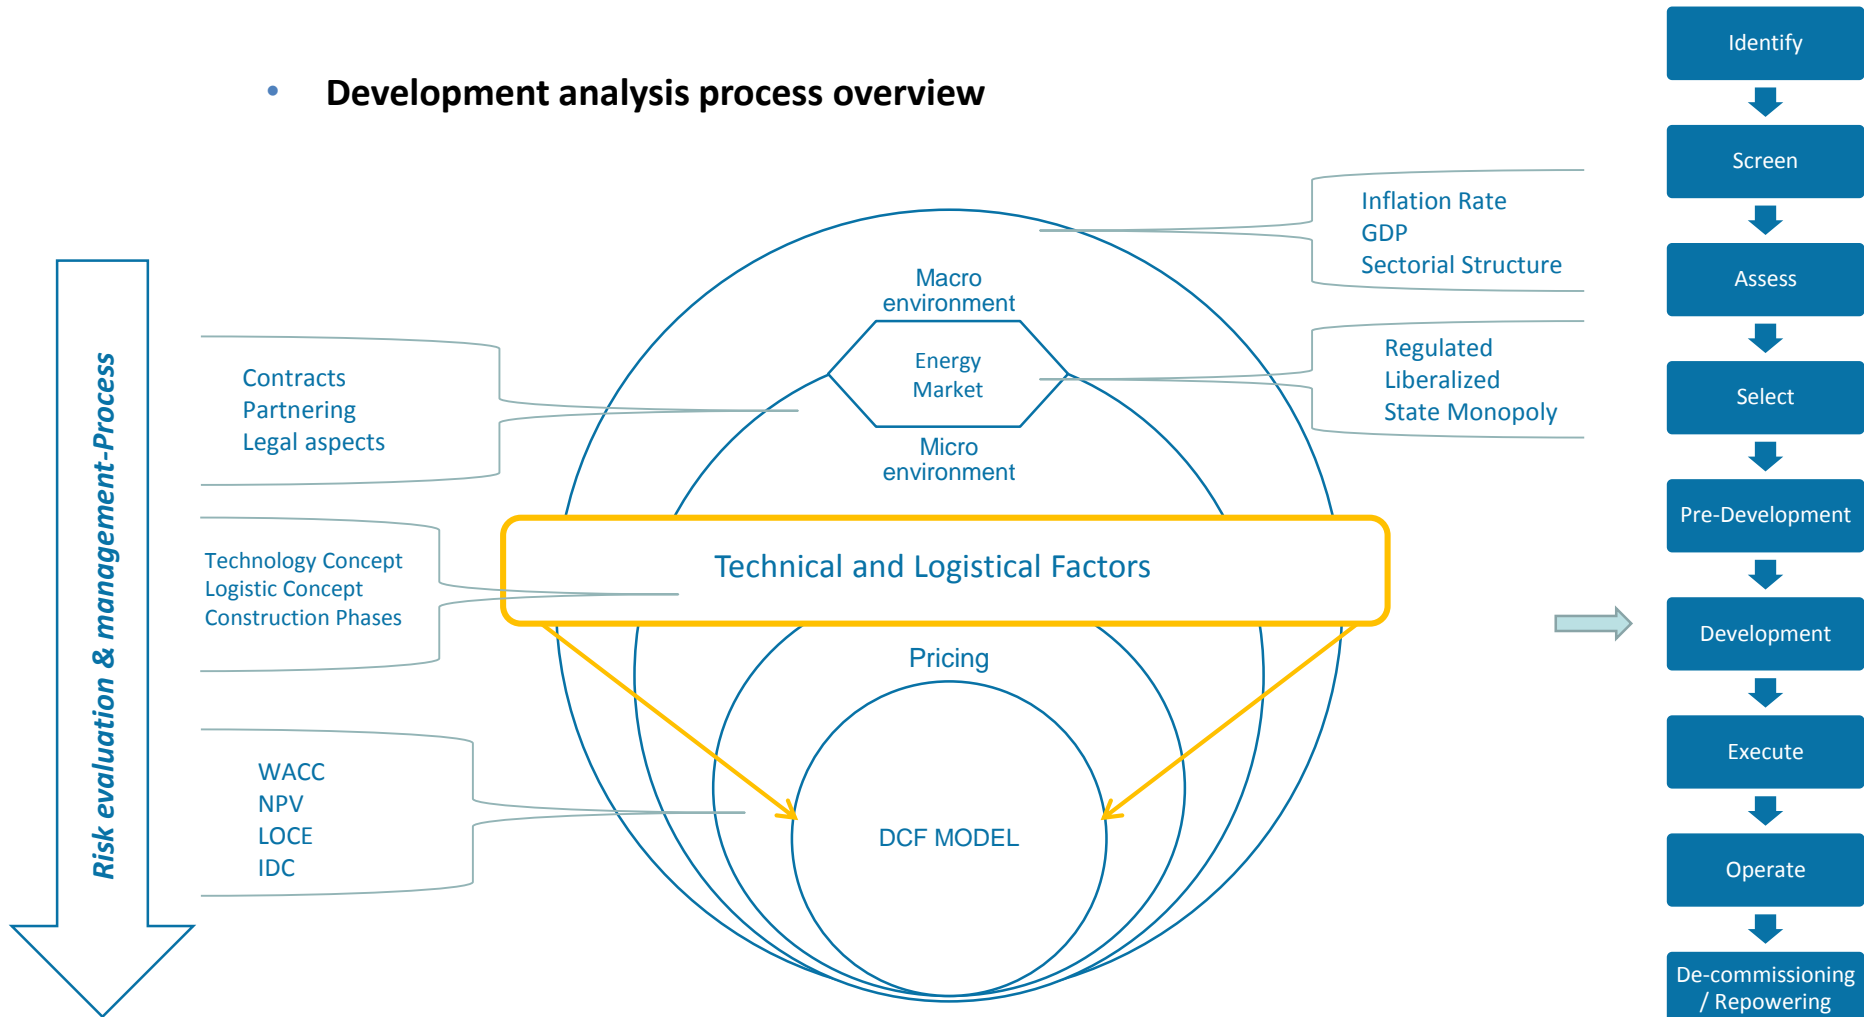 • Development analysis process overview
Risk evaluation & management-Process
Contracts
Partnering
Legal aspects
Technology Concept
Logistic Concept
Construction Phases
WACC
NPV
LOCE
IDC
Macro
environment
Energy
Market
Micro
environment
Technical and Logistical Factors
Pricing
DCF MODEL
Inflation Rate
GDP
Sectorial Structure
Regulated
Liberalized
State Monopoly
Identify
Screen
Assess
Select
Pre-Development
Development
Execute
Operate
De-commissioning
/ Repowering